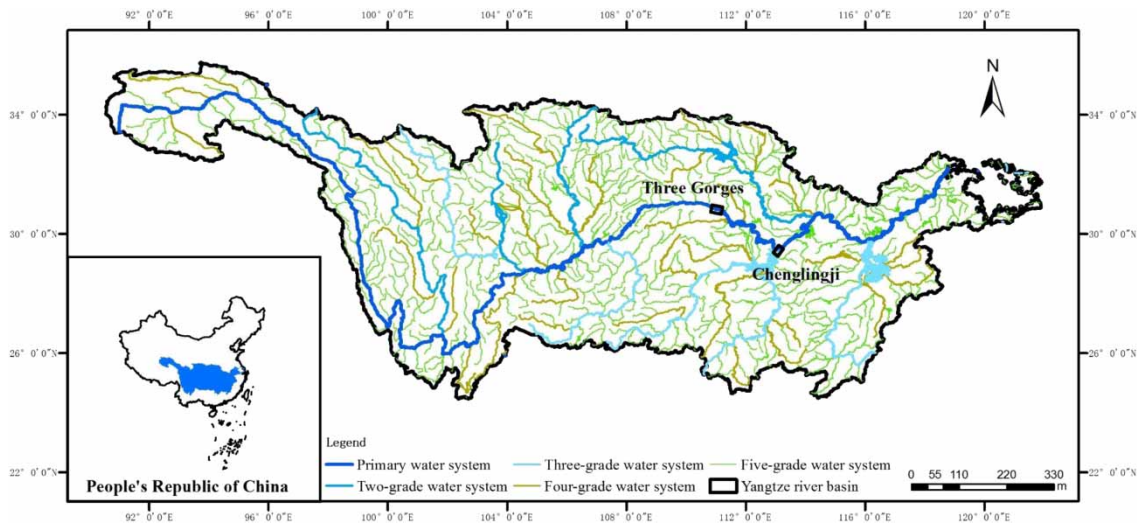 92° 0′0″E 96° 0′0″E 100° 0′0″E 104° 0′0″E 108° 0′0″E 112° 0′0″E 116° 0′0″E 120° 0′0″E
N
34° 0′0″N 34° 0′0″N
Three Gorges
30° 0′0″N 30° 0′0″N
Chenglingji
26° 0′0″N 26° 0′0″N
Legend
22° 0′0″N 22° 0′0″N
Primary water system Three-grade water system Five-grade water system
0 55 110 220 330
m
People's Republic of China
Two-grade water system Four-grade water system Yangtze river basin
92° 0′0″E 96° 0′0″E 100° 0′0″E 104° 0′0″E 108° 0′0″E 112° 0′0″E 116° 0′0″E 120° 0′0″E